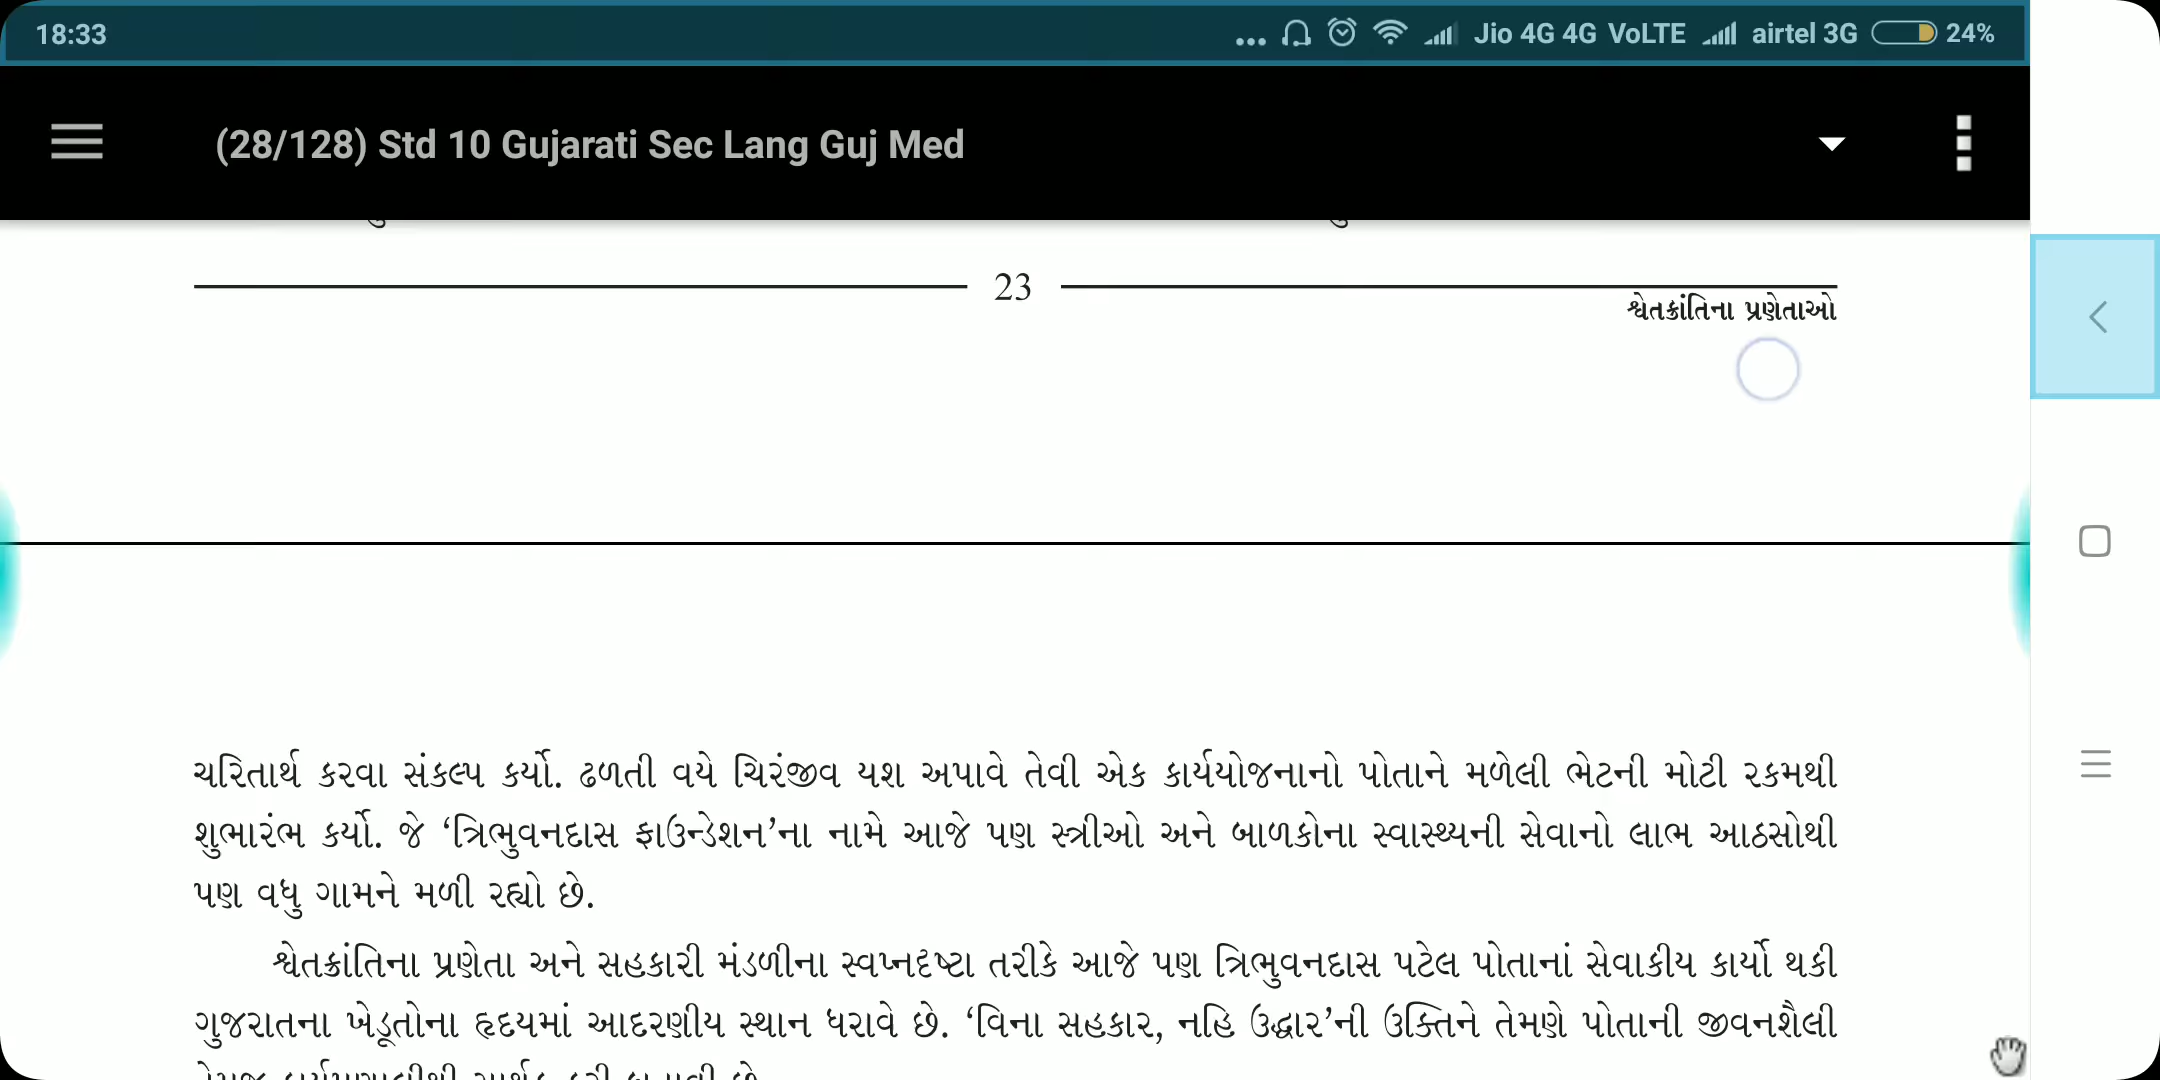 18:33
... Jio 4G 4G VoLTE airtel 3G 24%
(28/128) Std 10 Gujarati Sec Lang Guj Med
23
શ્વેતક્રાંતિના પ્રણેતાઓ
ચરિતાર્થ કરવા સંકલ્પ કર્યો. ઢળતી વયે ચિરંજીવ યશ અપાવે તેવી એક કાર્યયોજનાનો પોતાને મળેલી ભેટની મોટી રકમથી
શુભારંભ કર્યો. જે ‘ત્રિભુવનદાસ ફાઉન્ડેશન’ના નામે આજે પણ સ્ત્રીઓ અને બાળકોના સ્વાસ્થ્યની સેવાનો લાભ આઠસોથી
પણ વધુ ગામને મળી રહ્યો છે.
શ્વેતક્રાંતિના પ્રણેતા અને સહકારી મંડળીના સ્વપ્નદૃષ્ટા તરીકે આજે પણ ત્રિભુવનદાસ પટેલ પોતાનાં સેવાકીય કાર્યો થકી
ગુજરાતના ખેડૂતોના હૃદયમાં આદરણીય સ્થાન ધરાવે છે. ‘વિના સહકાર, નહિ ઉદ્ધાર’ની ઉક્તિને તેમણે પોતાની જીવનશૈલી